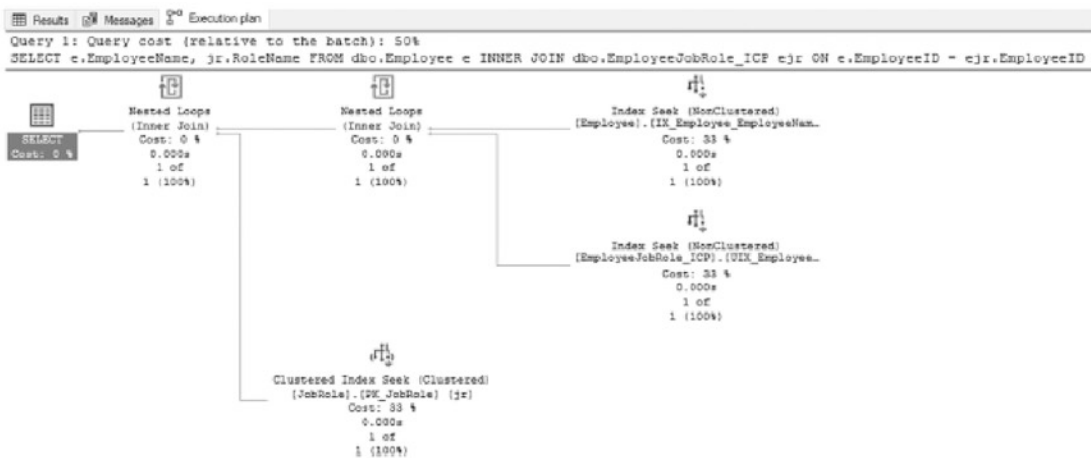 Results Messages Execution plan
Query 1: Query cost (relative to the batch): 50%
SELECT e.EmployeeName, jr.RoleName FROM dbo.Employee e INNER JOIN dbo.EmployeeJobRole_ICP ejr ON e.EmployeeID = ejr.EmployeeID
SELECT
Cost: 0 %
Nested Loops
(Inner Join)
Cost: 0 %
0.000s
1 of
1 (100%)
Nested Loops
(Inner Join)
Cost: 0 %
0.000s
1 of
1 (100%)
Index Seek (NonClustered)
[Employee].[IX_Employee_EmployeeNam…
Cost: 33 %
0.000s
1 of
1 (100%)
Index Seek (NonClustered)
[EmployeeJobRole_ICP].[UIX_Employee…
Cost: 33 %
0.000s
1 of
1 (100%)
Clustered Index Seek (Clustered)
[JobRole].[PK_JobRole] [jr]
Cost: 33 %
0.000s
1 of
1 (100%)